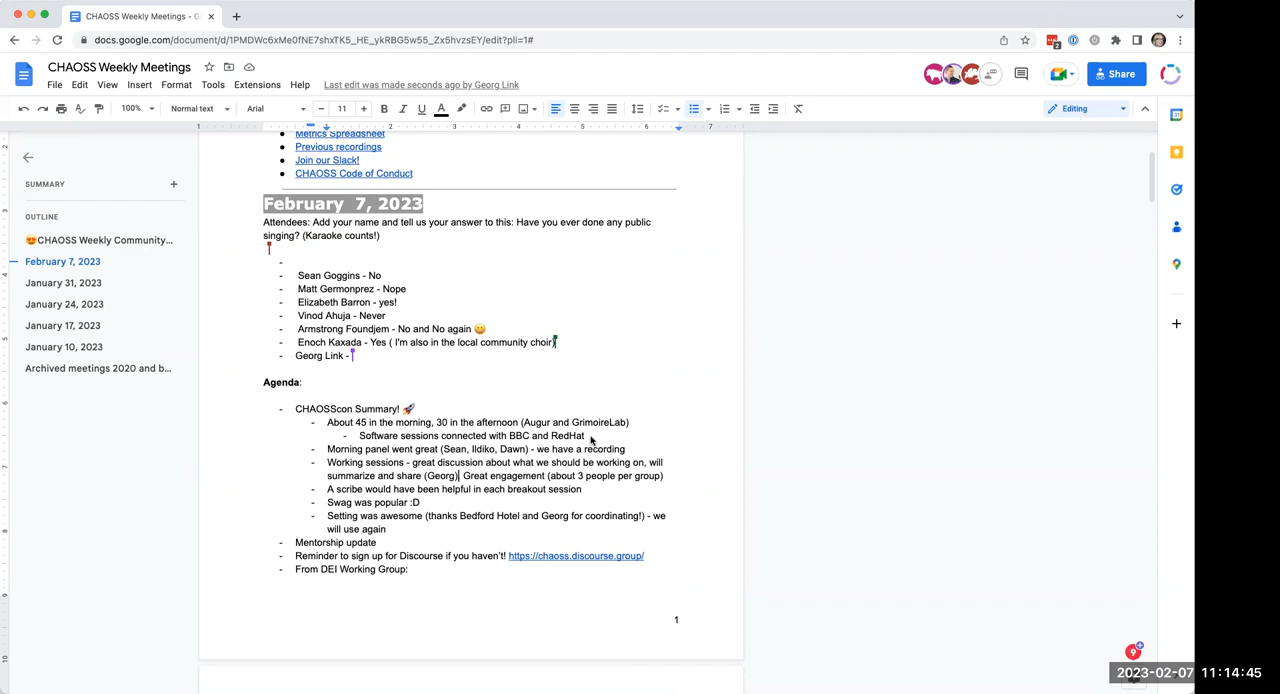 CHAOSS Weekly Meetings - G
docs.google.com/document/d/1PMDWc6xMe0fNE7shxTK5_HE_ykRBG5w55_Zx5hvzsEY/edit?pli=1#
2
CHAOSS Weekly Meetings
File Edit View Insert Format Tools Extensions Help Last edit was made seconds ago by Georg Link
Share
100% Normal text Arial 11 B I U A Editing
1 1 2 3 4 5 6 7
Metrics Spreadsheet
Previous recordings
Join our Slack!
CHAOSS Code of Conduct
SUMMARY
OUTLINE
😍CHAOSS Weekly Community...
February 7, 2023
January 31, 2023
January 24, 2023
January 17, 2023
January 10, 2023
Archived meetings 2020 and b...
February 7, 2023
Attendees: Add your name and tell us your answer to this: Have you ever done any public
singing? (Karaoke counts!)
-
- Sean Goggins - No
- Matt Germonprez - Nope
- Elizabeth Barron - yes!
- Vinod Ahuja - Never
- Armstrong Foundjem - No and No again 😀
- Enoch Kaxada - Yes ( I'm also in the local community choir)
- Georg Link -
Agenda:
- CHAOSScon Summary! 🚀
- About 45 in the morning, 30 in the afternoon (Augur and GrimoireLab)
- Software sessions connected with BBC and RedHat
- Morning panel went great (Sean, Ildiko, Dawn) - we have a recording
- Working sessions - great discussion about what we should be working on, will
summarize and share (Georg) Great engagement (about 3 people per group)
- A scribe would have been helpful in each breakout session
- Swag was popular :D
- Setting was awesome (thanks Bedford Hotel and Georg for coordinating!) - we
will use again
- Mentorship update
- Reminder to sign up for Discourse if you haven't! https://chaoss.discourse.group/
- From DEI Working Group:
1
9
2023-02-07 11:14:45